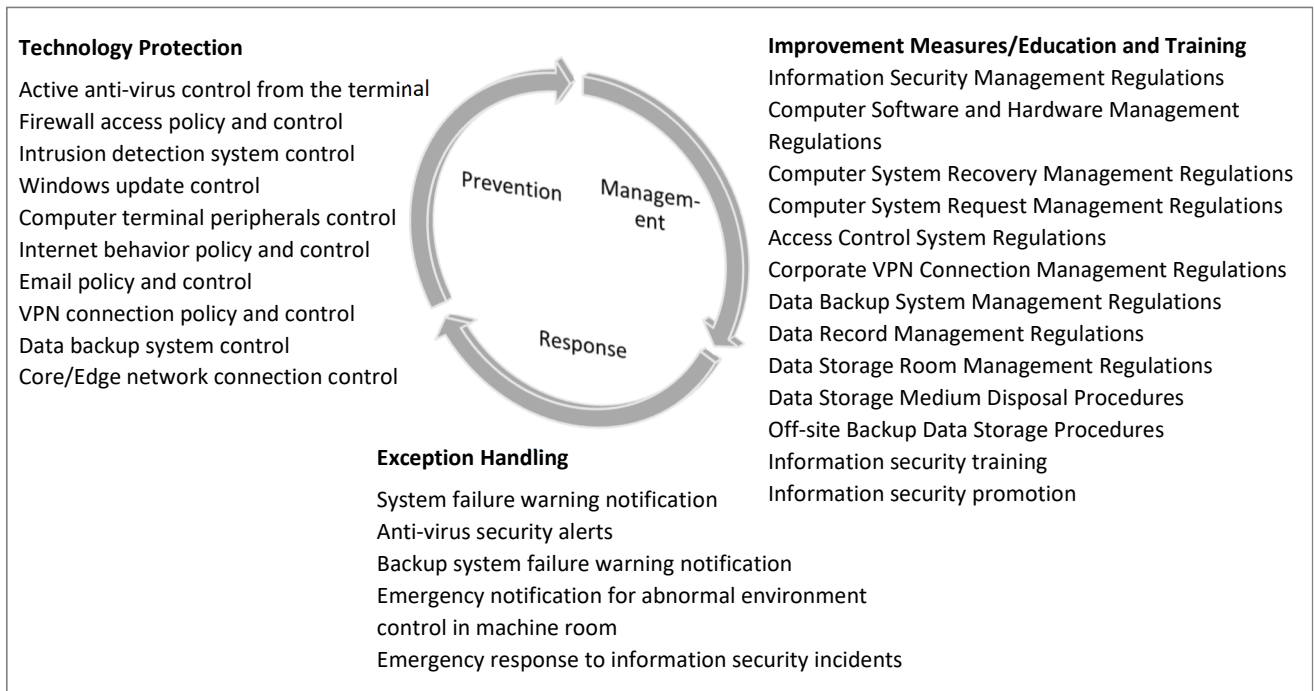 Technology Protection
Active anti-virus control from the terminal
Firewall access policy and control
Intrusion detection system control
Windows update control
Computer terminal peripherals control
Internet behavior policy and control
Email policy and control
VPN connection policy and control
Data backup system control
Core/Edge network connection control
Prevention
Managem-
ent
Response
Improvement Measures/Education and Training
Information Security Management Regulations
Computer Software and Hardware Management
Regulations
Computer System Recovery Management Regulations
Computer System Request Management Regulations
Access Control System Regulations
Corporate VPN Connection Management Regulations
Data Backup System Management Regulations
Data Record Management Regulations
Data Storage Room Management Regulations
Data Storage Medium Disposal Procedures
Off-site Backup Data Storage Procedures
Information security training
Information security promotion
Exception Handling
System failure warning notification
Anti-virus security alerts
Backup system failure warning notification
Emergency notification for abnormal environment
control in machine room
Emergency response to information security incidents